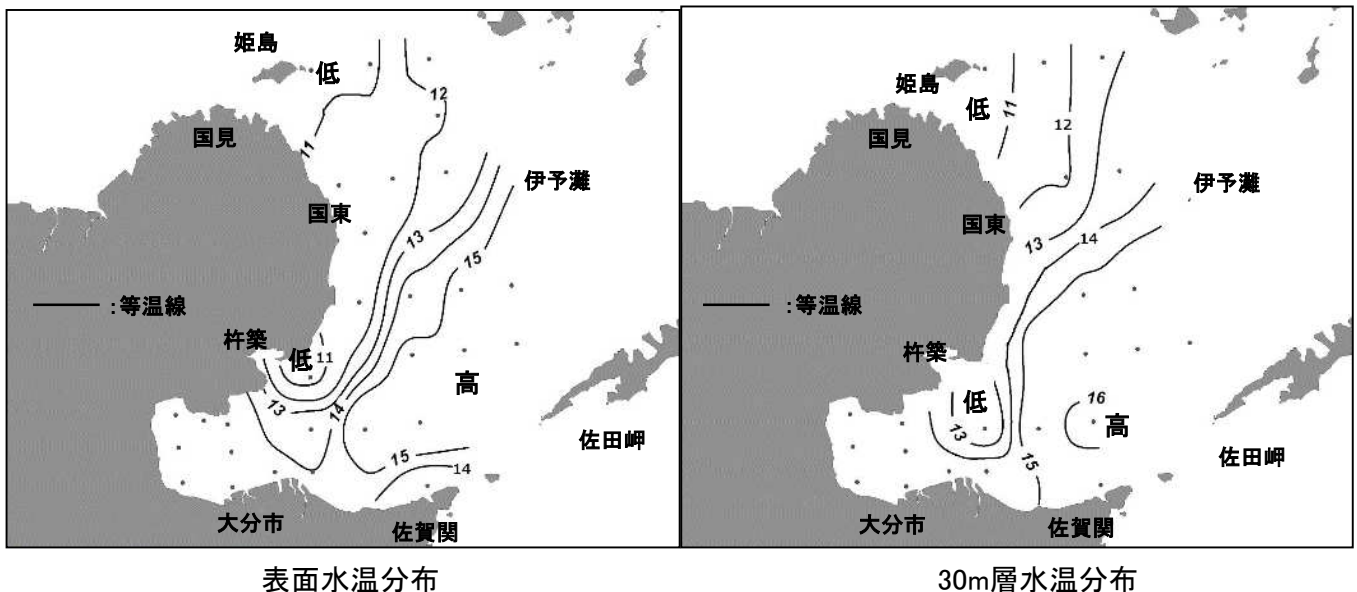 姫島
低
12
国見
11
伊予灘
国東
13
15
:等温線
杵築
低
11
高
13
14
15
14
佐田岬
大分市
佐賀関
表面水温分布
姫島
低
11
12
国見
伊予灘
国東
13
14
:等温線
杵築
低
13
16
高
15
佐田岬
大分市
佐賀関
30m層水温分布